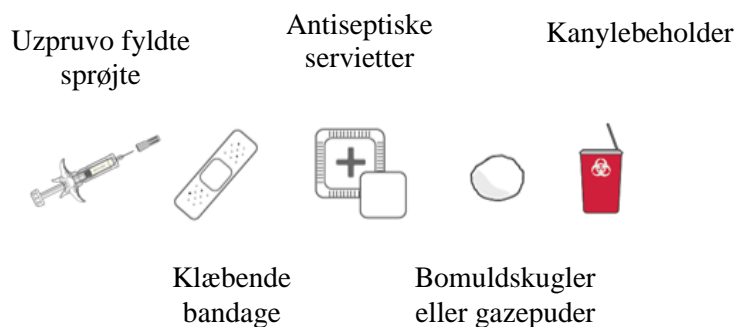 Uzpruvo fyldte
sprøjte
Antiseptiske
servietter
Kanylebeholder
Klæbende
bandage
Bomuldskugler
eller gazepuder